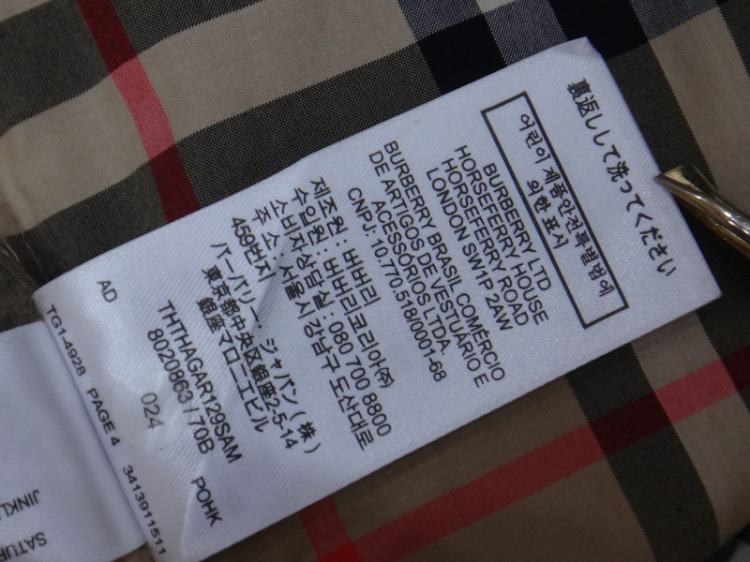 裏返しして洗ってください
어린이 제품안전특별법에
의한 표시
BURBERRY LTD
HORSEFERRY HOUSE
HORSEFERRY ROAD
LONDON SW1P 2AW
BURBERRY BRASIL COMERCIO
DE ARTIGOS DE VESTUARIO E
ACESSÓRIOS LTDA.
CNPJ: 10.770.518/0001-68
제조원 : 버버리
수입원 : 버버리코리아㈜
소비자상담실 : 080 700 8800
주 소 : 서울시 강남구 도산대로
459번지
バーバリー・ジャパン(株)
東京都中央区銀座2-5-14
銀座マロニエビル
THTHAGAR129SAM
8020863 / 70B
024
POHK
AD
TG1-4928 PAGE 4 3413911511
SATUR
JINKL